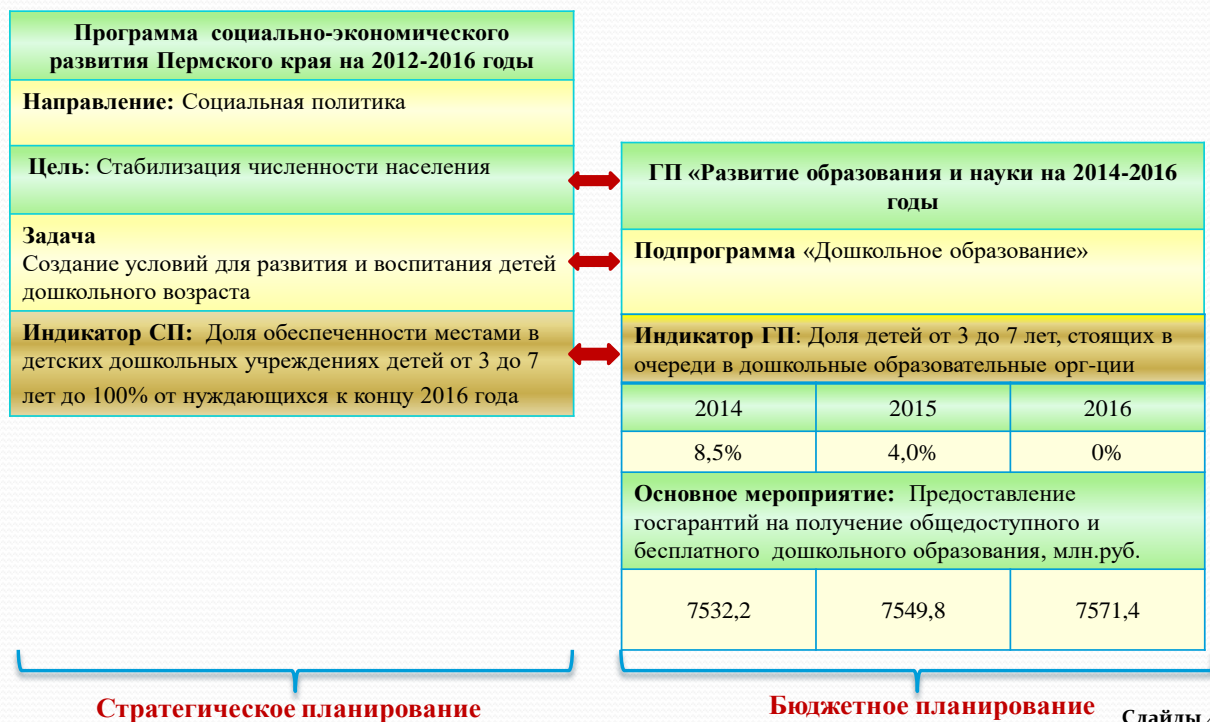 Программа социально-экономического
развития Пермского края на 2012-2016 годы
Направление: Социальная политика
Цель: Стабилизация численности населения
Задача
Создание условий для развития и воспитания детей
дошкольного возраста
Индикатор СП: Доля обеспеченности местами в
детских дошкольных учреждениях детей от 3 до 7
лет до 100% от нуждающихся к концу 2016 года
ГП «Развитие образования и науки на 2014-2016
годы
Подпрограмма «Дошкольное образование»
Индикатор ГП: Доля детей от 3 до 7 лет, стоящих в
очереди в дошкольные образовательные орг-ции
2014 2015 2016
8,5% 4,0% 0%
Основное мероприятие: Предоставление
госгарантий на получение общедоступного и
бесплатного дошкольного образования, млн.руб.
7532,2 7549,8 7571,4
Стратегическое планирование
Бюджетное планирование
Слайды